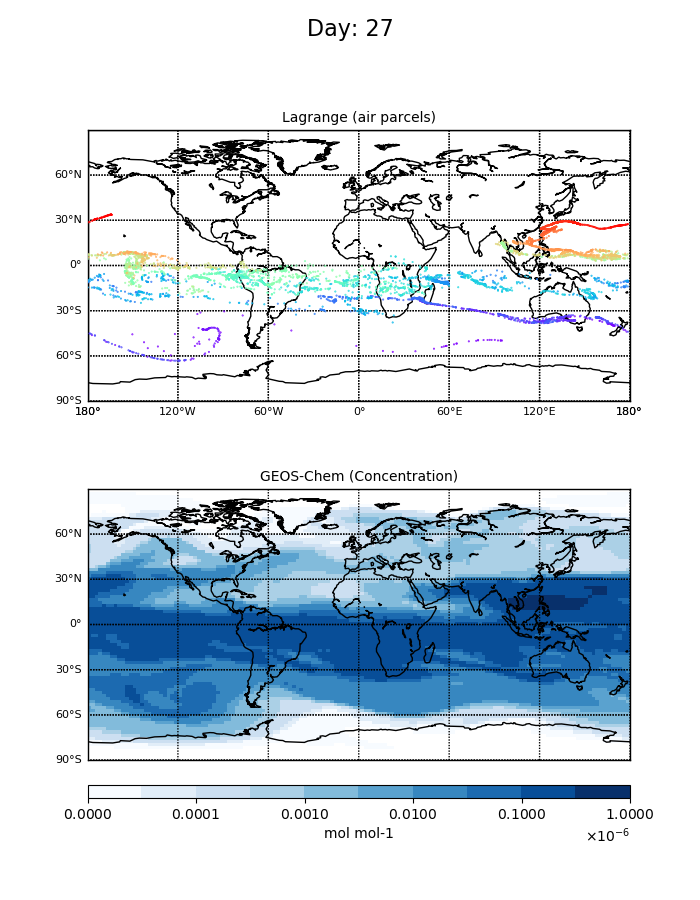 Day: 27
Lagrange (air parcels)
60°N
30°N
0°
30°S
60°S
90°S
180° 120°W 60°W 0° 60°E 120°E 180°
GEOS-Chem (Concentration)
60°N
30°N
0°
30°S
60°S
90°S
0.0000 0.0001 0.0010 0.0100 0.1000 1.0000
mol mol-1 ×10⁻⁶